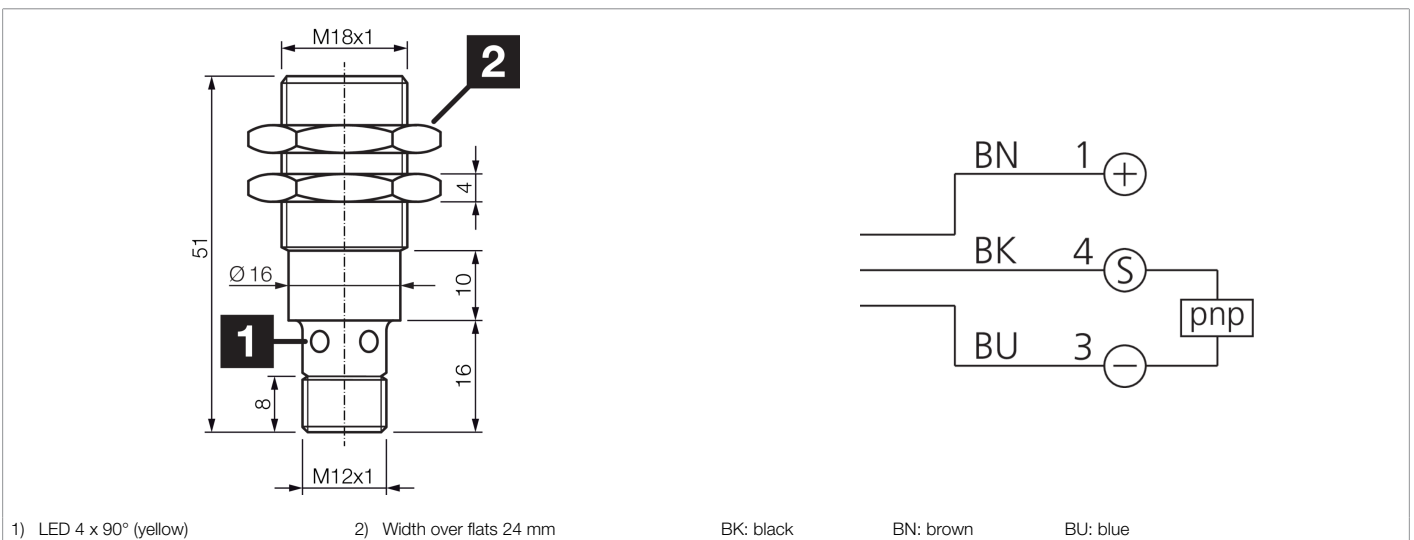 M18x1
2
51
4
Ø 16
10
1
16
8
M12x1
BN 1 +
BK 4 S
pnp
BU 3 −
1) LED 4 x 90° (yellow) 2) Width over flats 24 mm BK: black BN: brown BU: blue